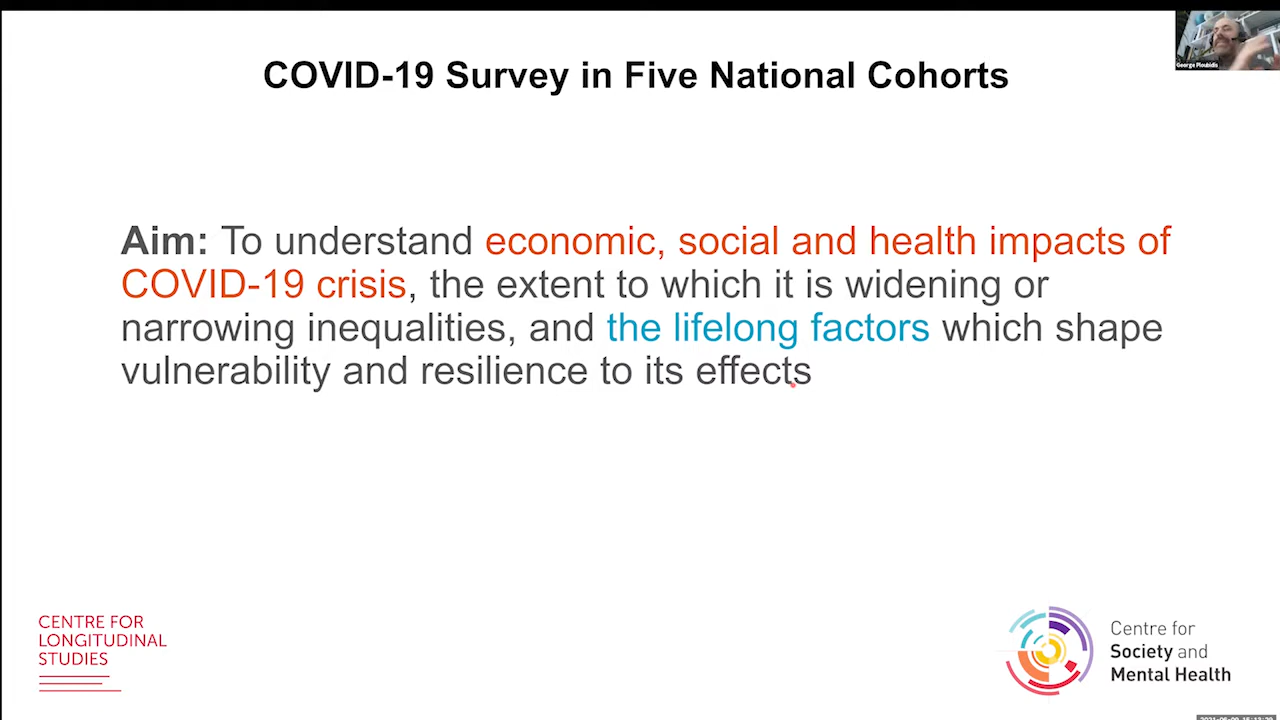 George Ploubidis
COVID-19 Survey in Five National Cohorts
Aim: To understand economic, social and health impacts of
COVID-19 crisis, the extent to which it is widening or
narrowing inequalities, and the lifelong factors which shape
vulnerability and resilience to its effects
CENTRE FOR
LONGITUDINAL
STUDIES
Centre for
Society and
Mental Health